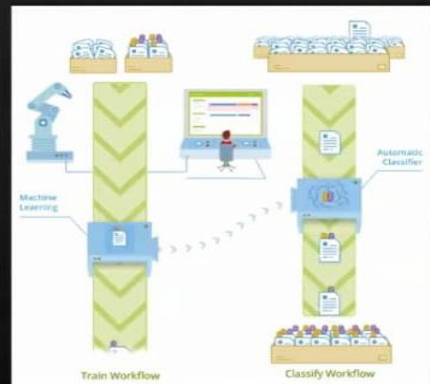 Automatic
Classifier
Machine
Learning
Train Workflow
Classify Workflow